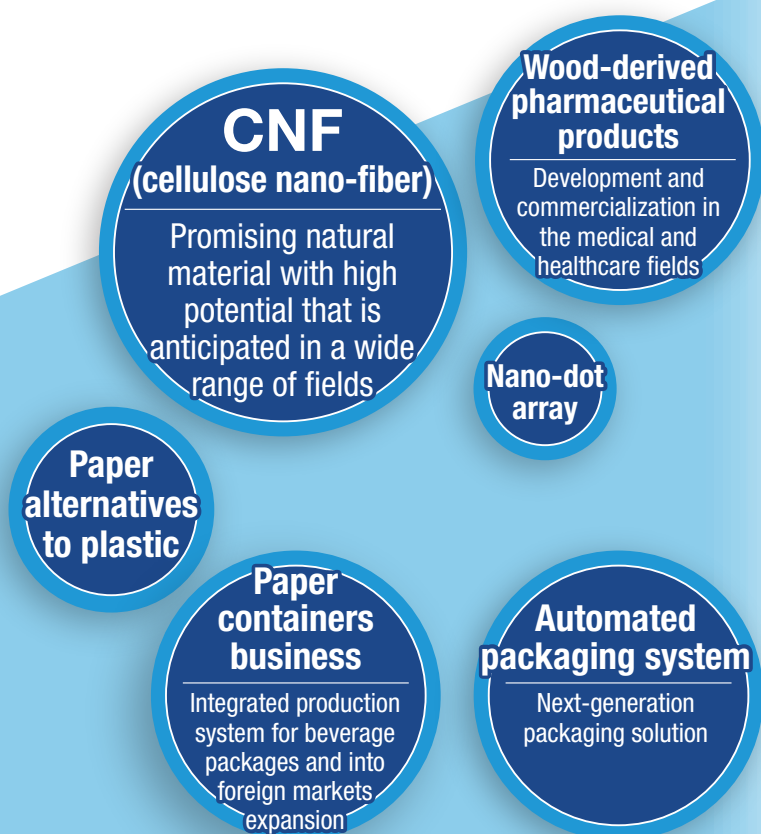 CNF
(cellulose nano-fiber)
Promising natural
material with high
potential that is
anticipated in a wide
range of fields
Wood-derived
pharmaceutical
products
Development and
commercialization in
the medical and
healthcare fields
Nano-dot
array
Paper
alternatives
to plastic
Paper
containers
business
Integrated production
system for beverage
packages and into
foreign markets
expansion
Automated
packaging system
Next-generation
packaging solution